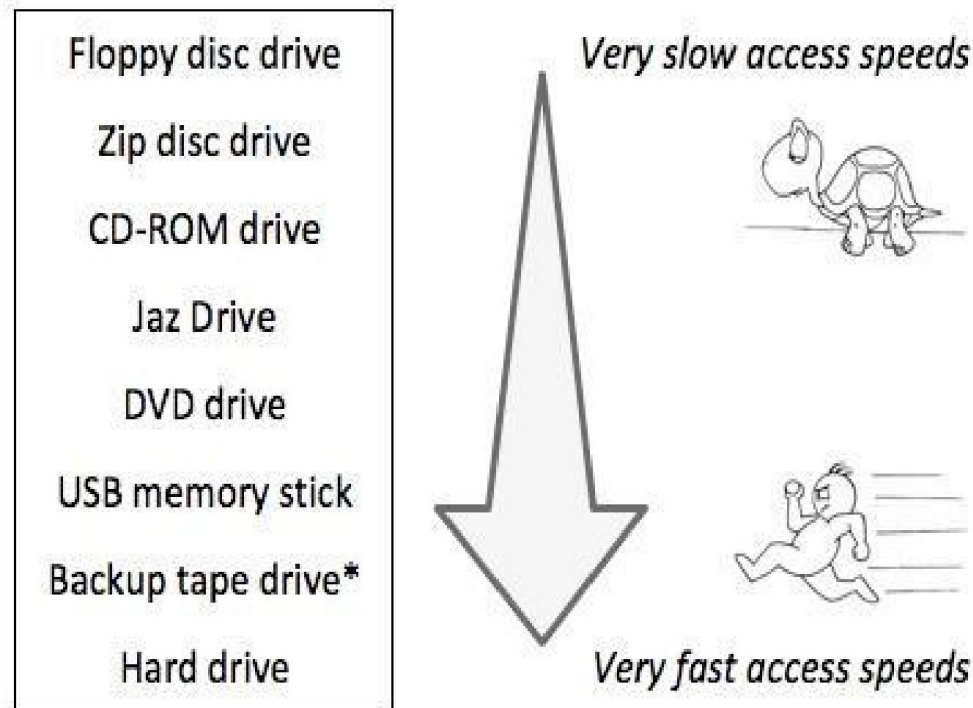 Floppy disc drive
Very slow access speeds
Zip disc drive
CD-ROM drive
Jaz Drive
DVD drive
USB memory stick
Backup tape drive*
Hard drive
Very fast access speeds